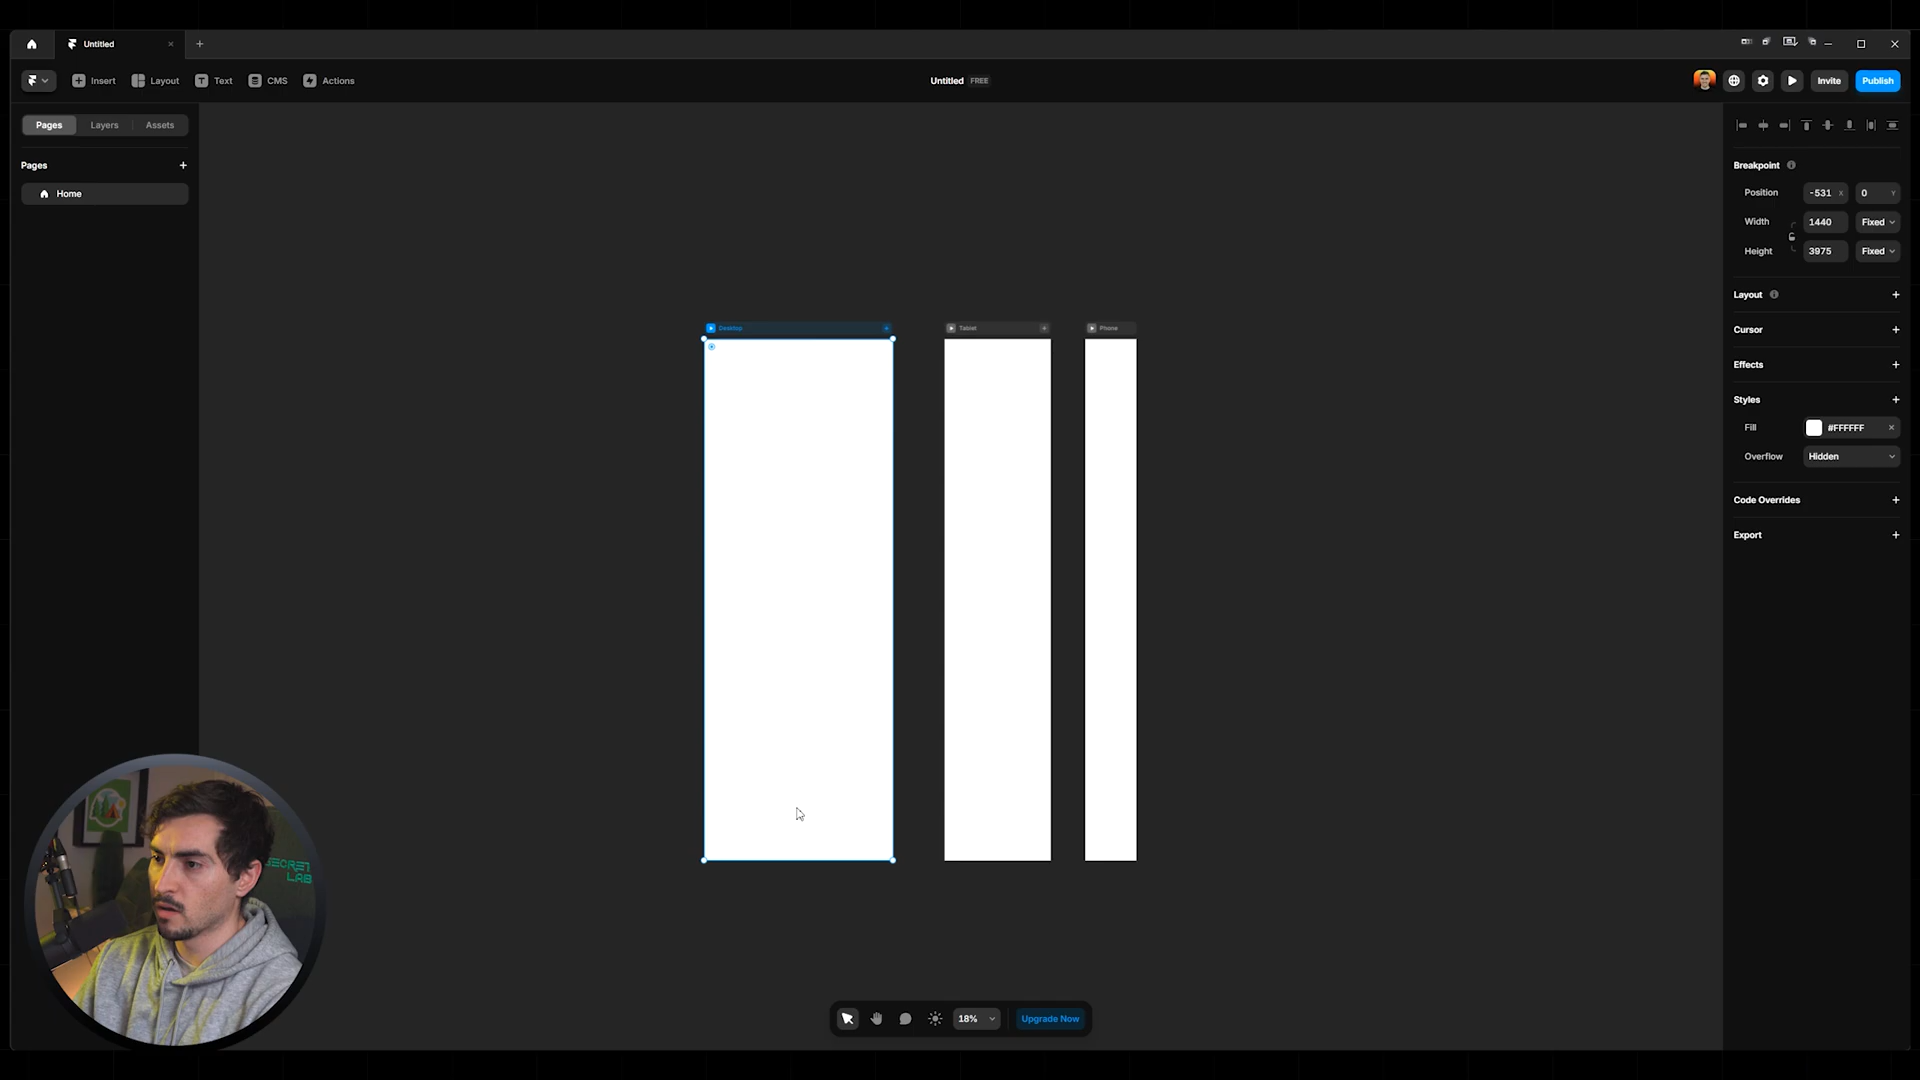 Untitled
Insert
Layout
Text
CMS
Actions
Untitled FREE
Invite
Publish
Pages
Layers
Assets
Pages
Home
Breakpoint
Position -531 X 0 Y
Width 1440 Fixed
Height 3975 Fixed
Layout
Cursor
Effects
Styles
Fill #FFFFFF
Overflow Hidden
Code Overrides
Export
Desktop
Tablet
Phone
SECRET
LAB
18%
Upgrade Now